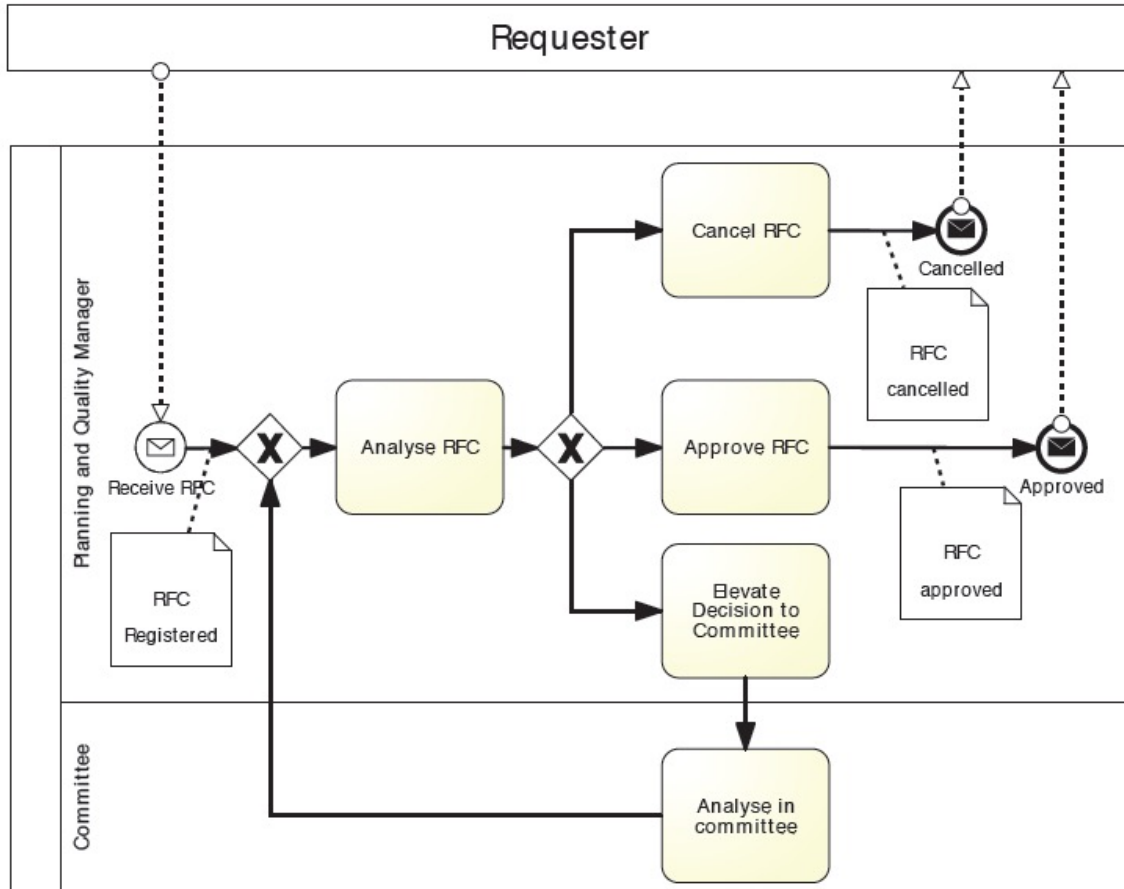 Requester
Planning and Quality Manager
Cancel RFC
Cancelled
RFC
cancelled
Receive RFC
X
Analyse RFC
X
Approve RFC
Approved
RFC
Registered
RFC
approved
Elevate
Decision to
Committee
Committee
Analyse in
committee